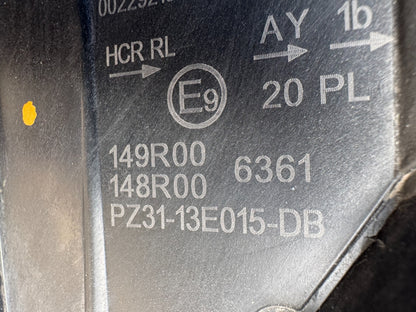 HCR RL AY 1b
E9 20 PL
149R00 6361
148R00
PZ31-13E015-DB